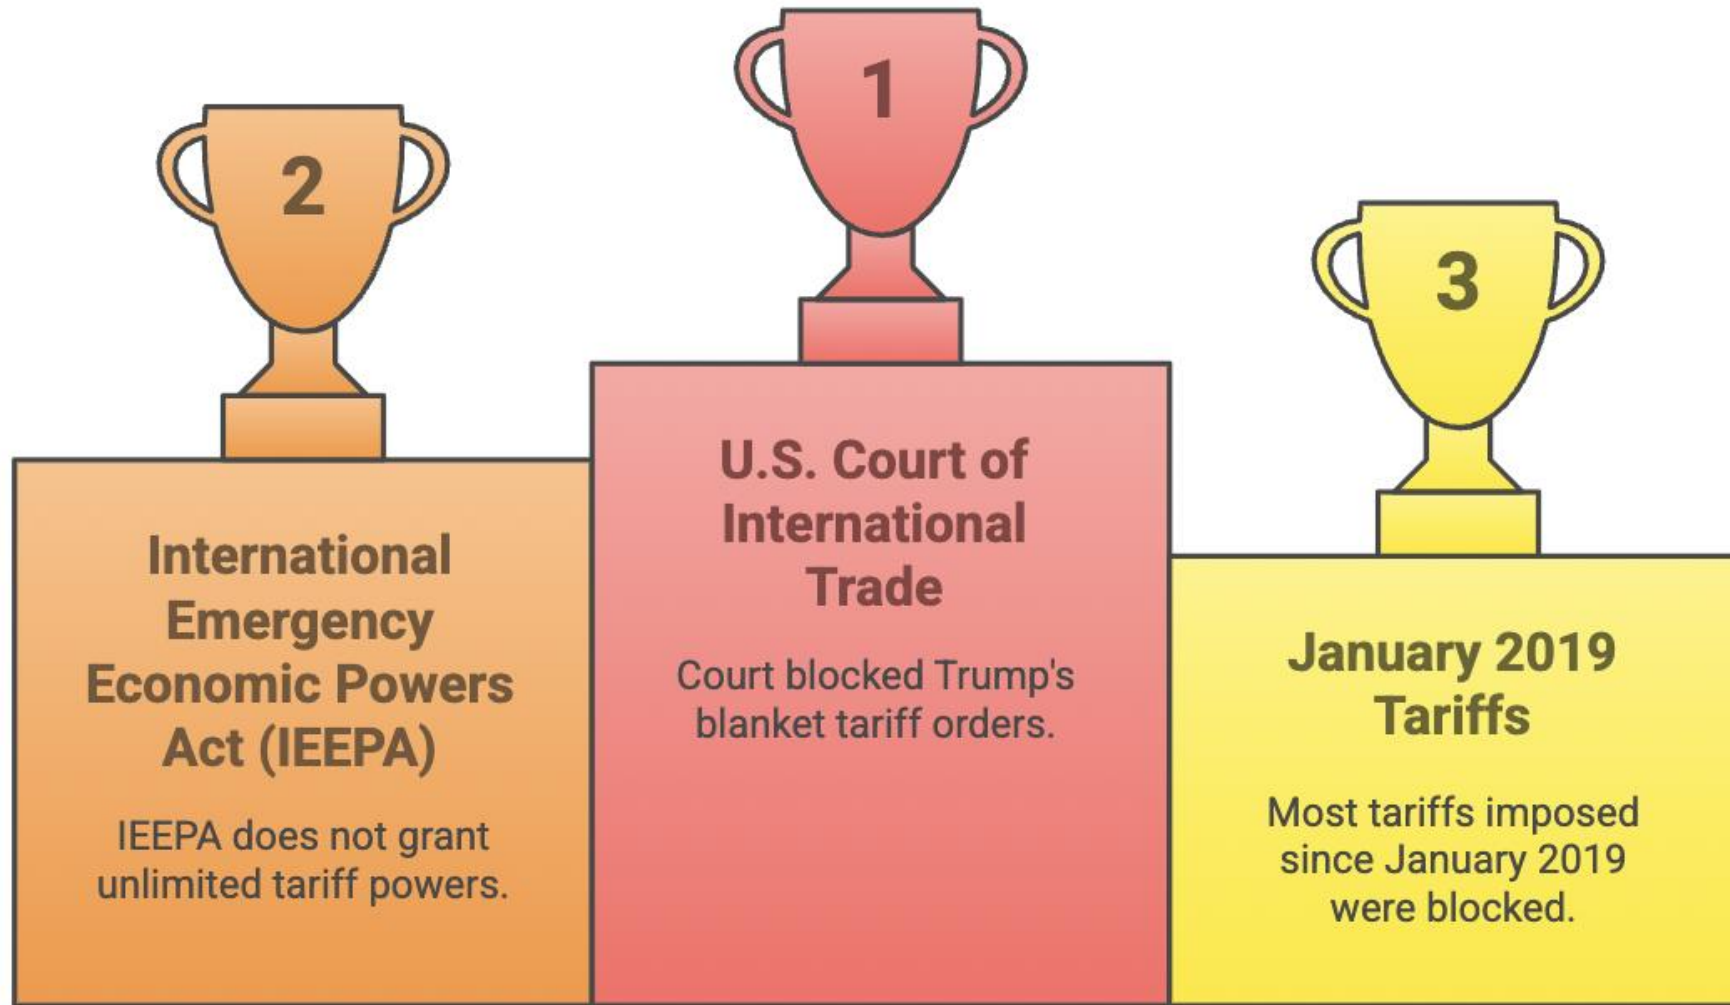 2
International
Emergency
Economic Powers
Act (IEEPA)
IEEPA does not grant
unlimited tariff powers.
1
U.S. Court of
International
Trade
Court blocked Trump's
blanket tariff orders.
3
January 2019
Tariffs
Most tariffs imposed
since January 2019
were blocked.